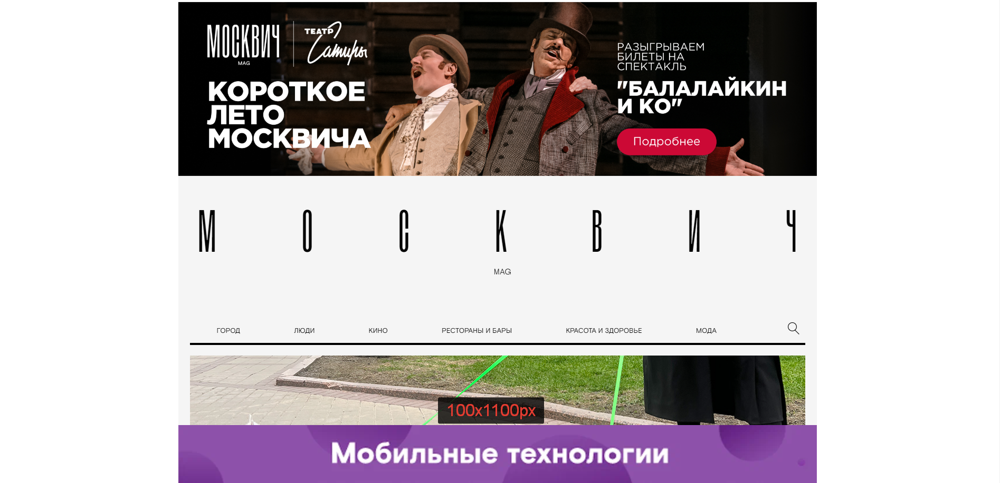 МОСКВИЧ
MAG
ТЕАТР
Сатиры
КОРОТКОЕ
ЛЕТО
МОСКВИЧА
РАЗЫГРЫВАЕМ
БИЛЕТЫ НА
СПЕКТАКЛЬ
"БАЛАЛАЙКИН
И КО"
Подробнее
МОСКВИЧ
MAG
ГОРОД ЛЮДИ КИНО РЕСТОРАНЫ И БАРЫ КРАСОТА И ЗДОРОВЬЕ МОДА
100x1100px
Мобильные технологии